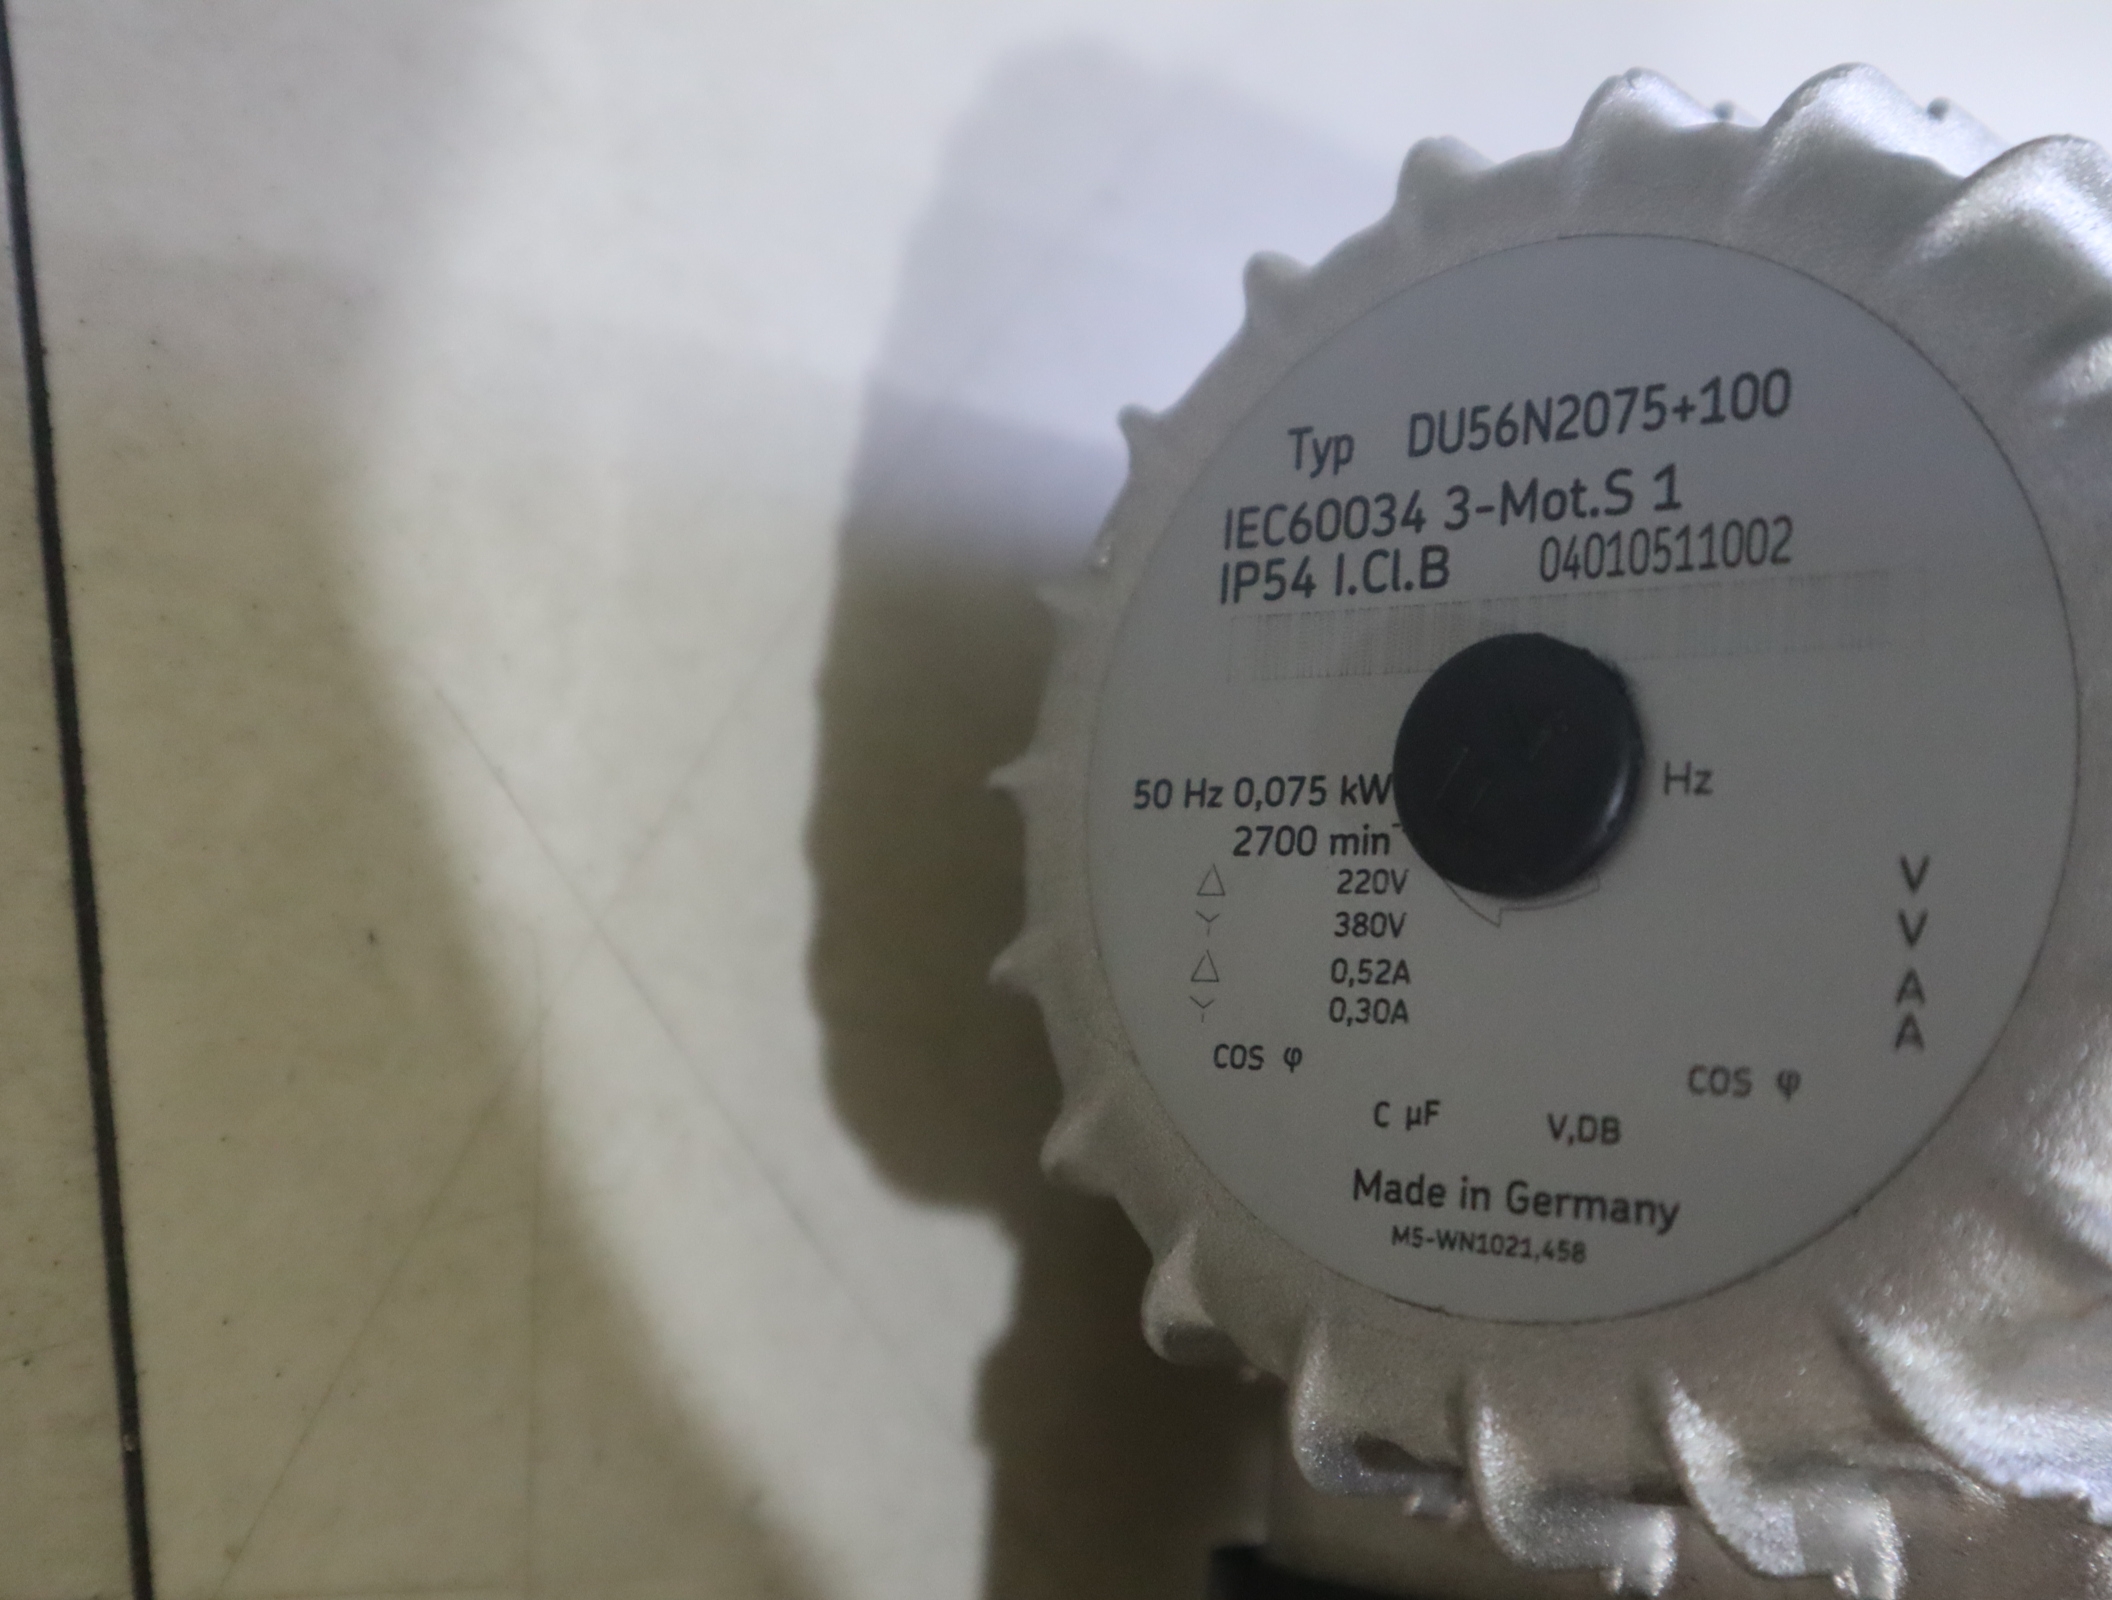 Typ DU56N2075+100
IEC60034 3-Mot.S 1
IP54 I.Cl.B 04010511002
50 Hz 0,075 kW Hz
2700 min⁻
△ 220V V
Y 380V V
△ 0,52A A
Y 0,30A A
cos φ cos φ
C µF V,DB
Made in Germany
M5-WN1021,458